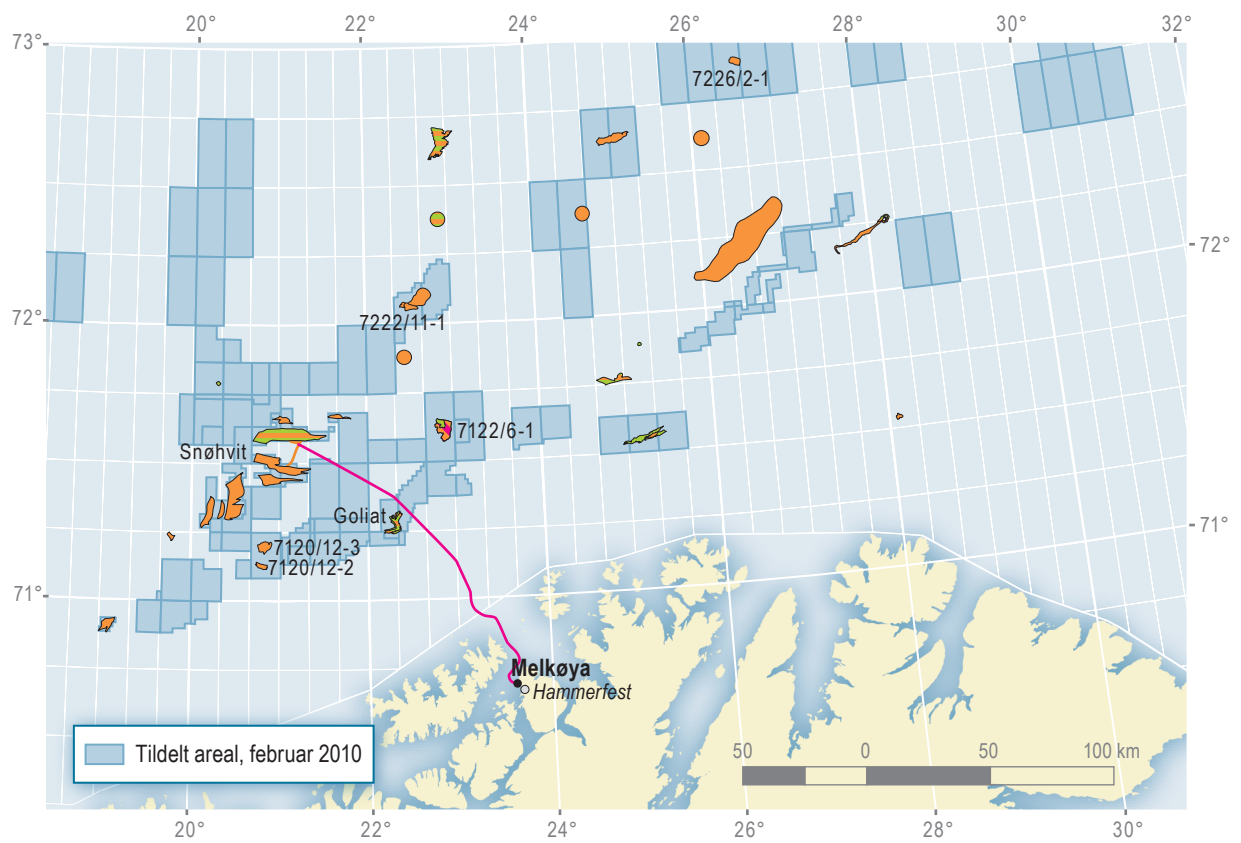 20° 22° 24° 26° 28° 30° 32°
73°
7226/2-1
72°
72°
7222/11-1
7122/6-1
Snøhvit
Goliat
71°
7120/12-3
7120/12-2
71°
Melkøya
Hammerfest
Tildelt areal, februar 2010
50 0 50 100 km
20° 22° 24° 26° 28° 30°